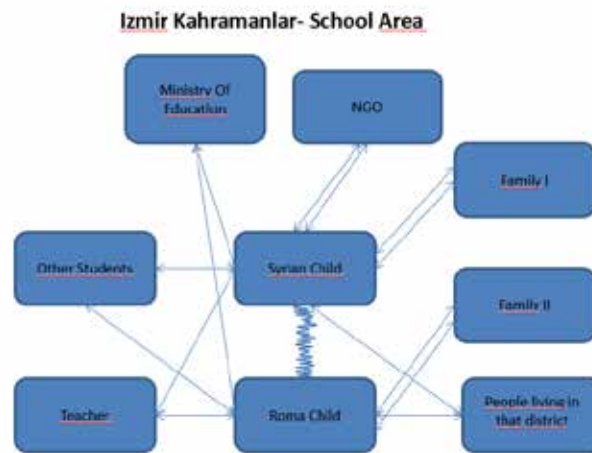 Izmir Kahramanlar- School Area
Ministry Of
Education
NGO
Family I
Other Students
Syrian Child
Family II
Teacher
Roma Child
People living in
that district